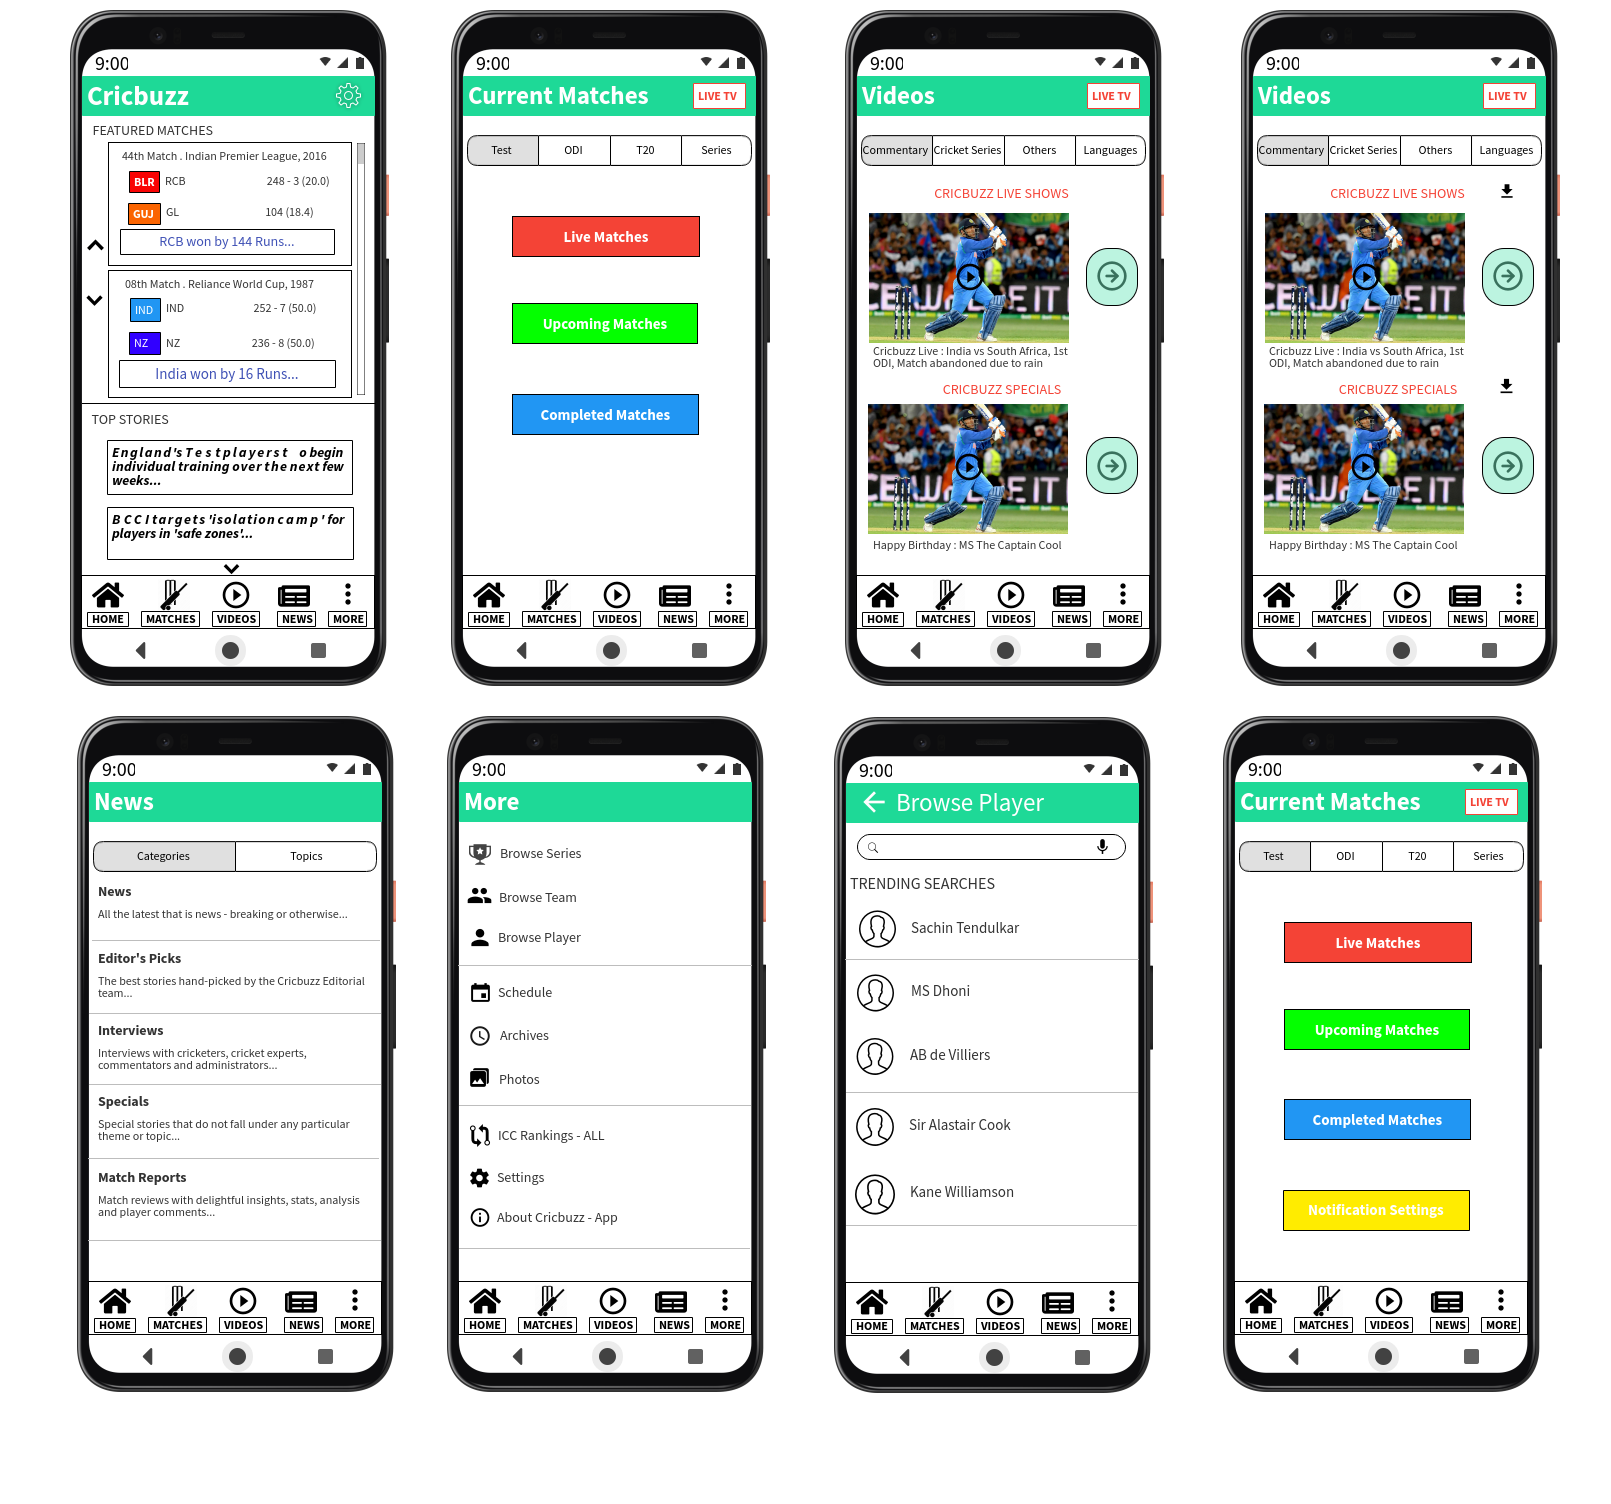 9:00
Cricbuzz
FEATURED MATCHES
44th Match . Indian Premier League, 2016
BLR RCB 248 - 3 (20.0)
GUJ GL 104 (18.4)
RCB won by 144 Runs...
08th Match . Reliance World Cup, 1987
IND IND 252 - 7 (50.0)
NZ NZ 236 - 8 (50.0)
India won by 16 Runs...
TOP STORIES
England's Test players t o begin
individual training over the next few
weeks...
BCCI targets 'isolation camp' for
players in 'safe zones'...
HOME MATCHES VIDEOS NEWS MORE
9:00
Current Matches LIVE TV
Test ODI T20 Series
Live Matches
Upcoming Matches
Completed Matches
HOME MATCHES VIDEOS NEWS MORE
9:00
Videos LIVE TV
Commentary Cricket Series Others Languages
CRICBUZZ LIVE SHOWS
Cricbuzz Live : India vs South Africa, 1st
ODI, Match abandoned due to rain
CRICBUZZ SPECIALS
Happy Birthday : MS The Captain Cool
HOME MATCHES VIDEOS NEWS MORE
9:00
Videos LIVE TV
Commentary Cricket Series Others Languages
CRICBUZZ LIVE SHOWS
Cricbuzz Live : India vs South Africa, 1st
ODI, Match abandoned due to rain
CRICBUZZ SPECIALS
Happy Birthday : MS The Captain Cool
HOME MATCHES VIDEOS NEWS MORE
9:00
News
Categories Topics
News
All the latest that is news - breaking or otherwise...
Editor's Picks
The best stories hand-picked by the Cricbuzz Editorial
team...
Interviews
Interviews with cricketers, cricket experts,
commentators and administrators...
Specials
Special stories that do not fall under any particular
theme or topic...
Match Reports
Match reviews with delightful insights, stats, analysis
and player comments...
HOME MATCHES VIDEOS NEWS MORE
9:00
More
Browse Series
Browse Team
Browse Player
Schedule
Archives
Photos
ICC Rankings - ALL
Settings
About Cricbuzz - App
HOME MATCHES VIDEOS NEWS MORE
9:00
Browse Player
TRENDING SEARCHES
Sachin Tendulkar
MS Dhoni
AB de Villiers
Sir Alastair Cook
Kane Williamson
HOME MATCHES VIDEOS NEWS MORE
9:00
Current Matches LIVE TV
Test ODI T20 Series
Live Matches
Upcoming Matches
Completed Matches
Notification Settings
HOME MATCHES VIDEOS NEWS MORE